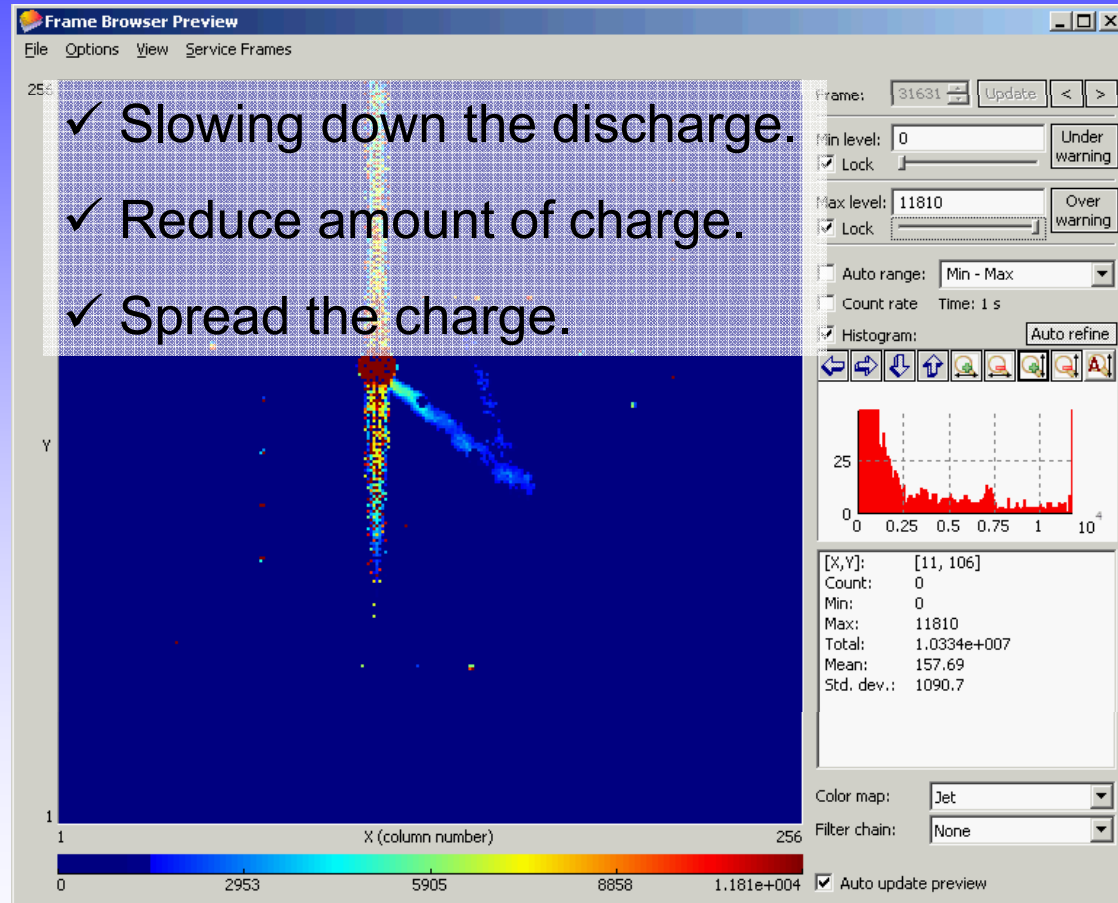 Frame Browser Preview
File Options View Service Frames
256
✓ Slowing down the discharge.
✓ Reduce amount of charge.
✓ Spread the charge.
Y
1
1 X (column number) 256
0 2953 5905 8858 1.181e+004
Frame: 31631 Update < >
Min level: 0 Under warning
Lock
Max level: 11810 Over warning
Lock
Auto range: Min - Max
Count rate Time: 1 s
Histogram: Auto refine
A
25
0
0 0.25 0.5 0.75 1 10^4
[X,Y]: [11, 106]
Count: 0
Min: 0
Max: 11810
Total: 1.0334e+007
Mean: 157.69
Std. dev.: 1090.7
Color map: Jet
Filter chain: None
Auto update preview